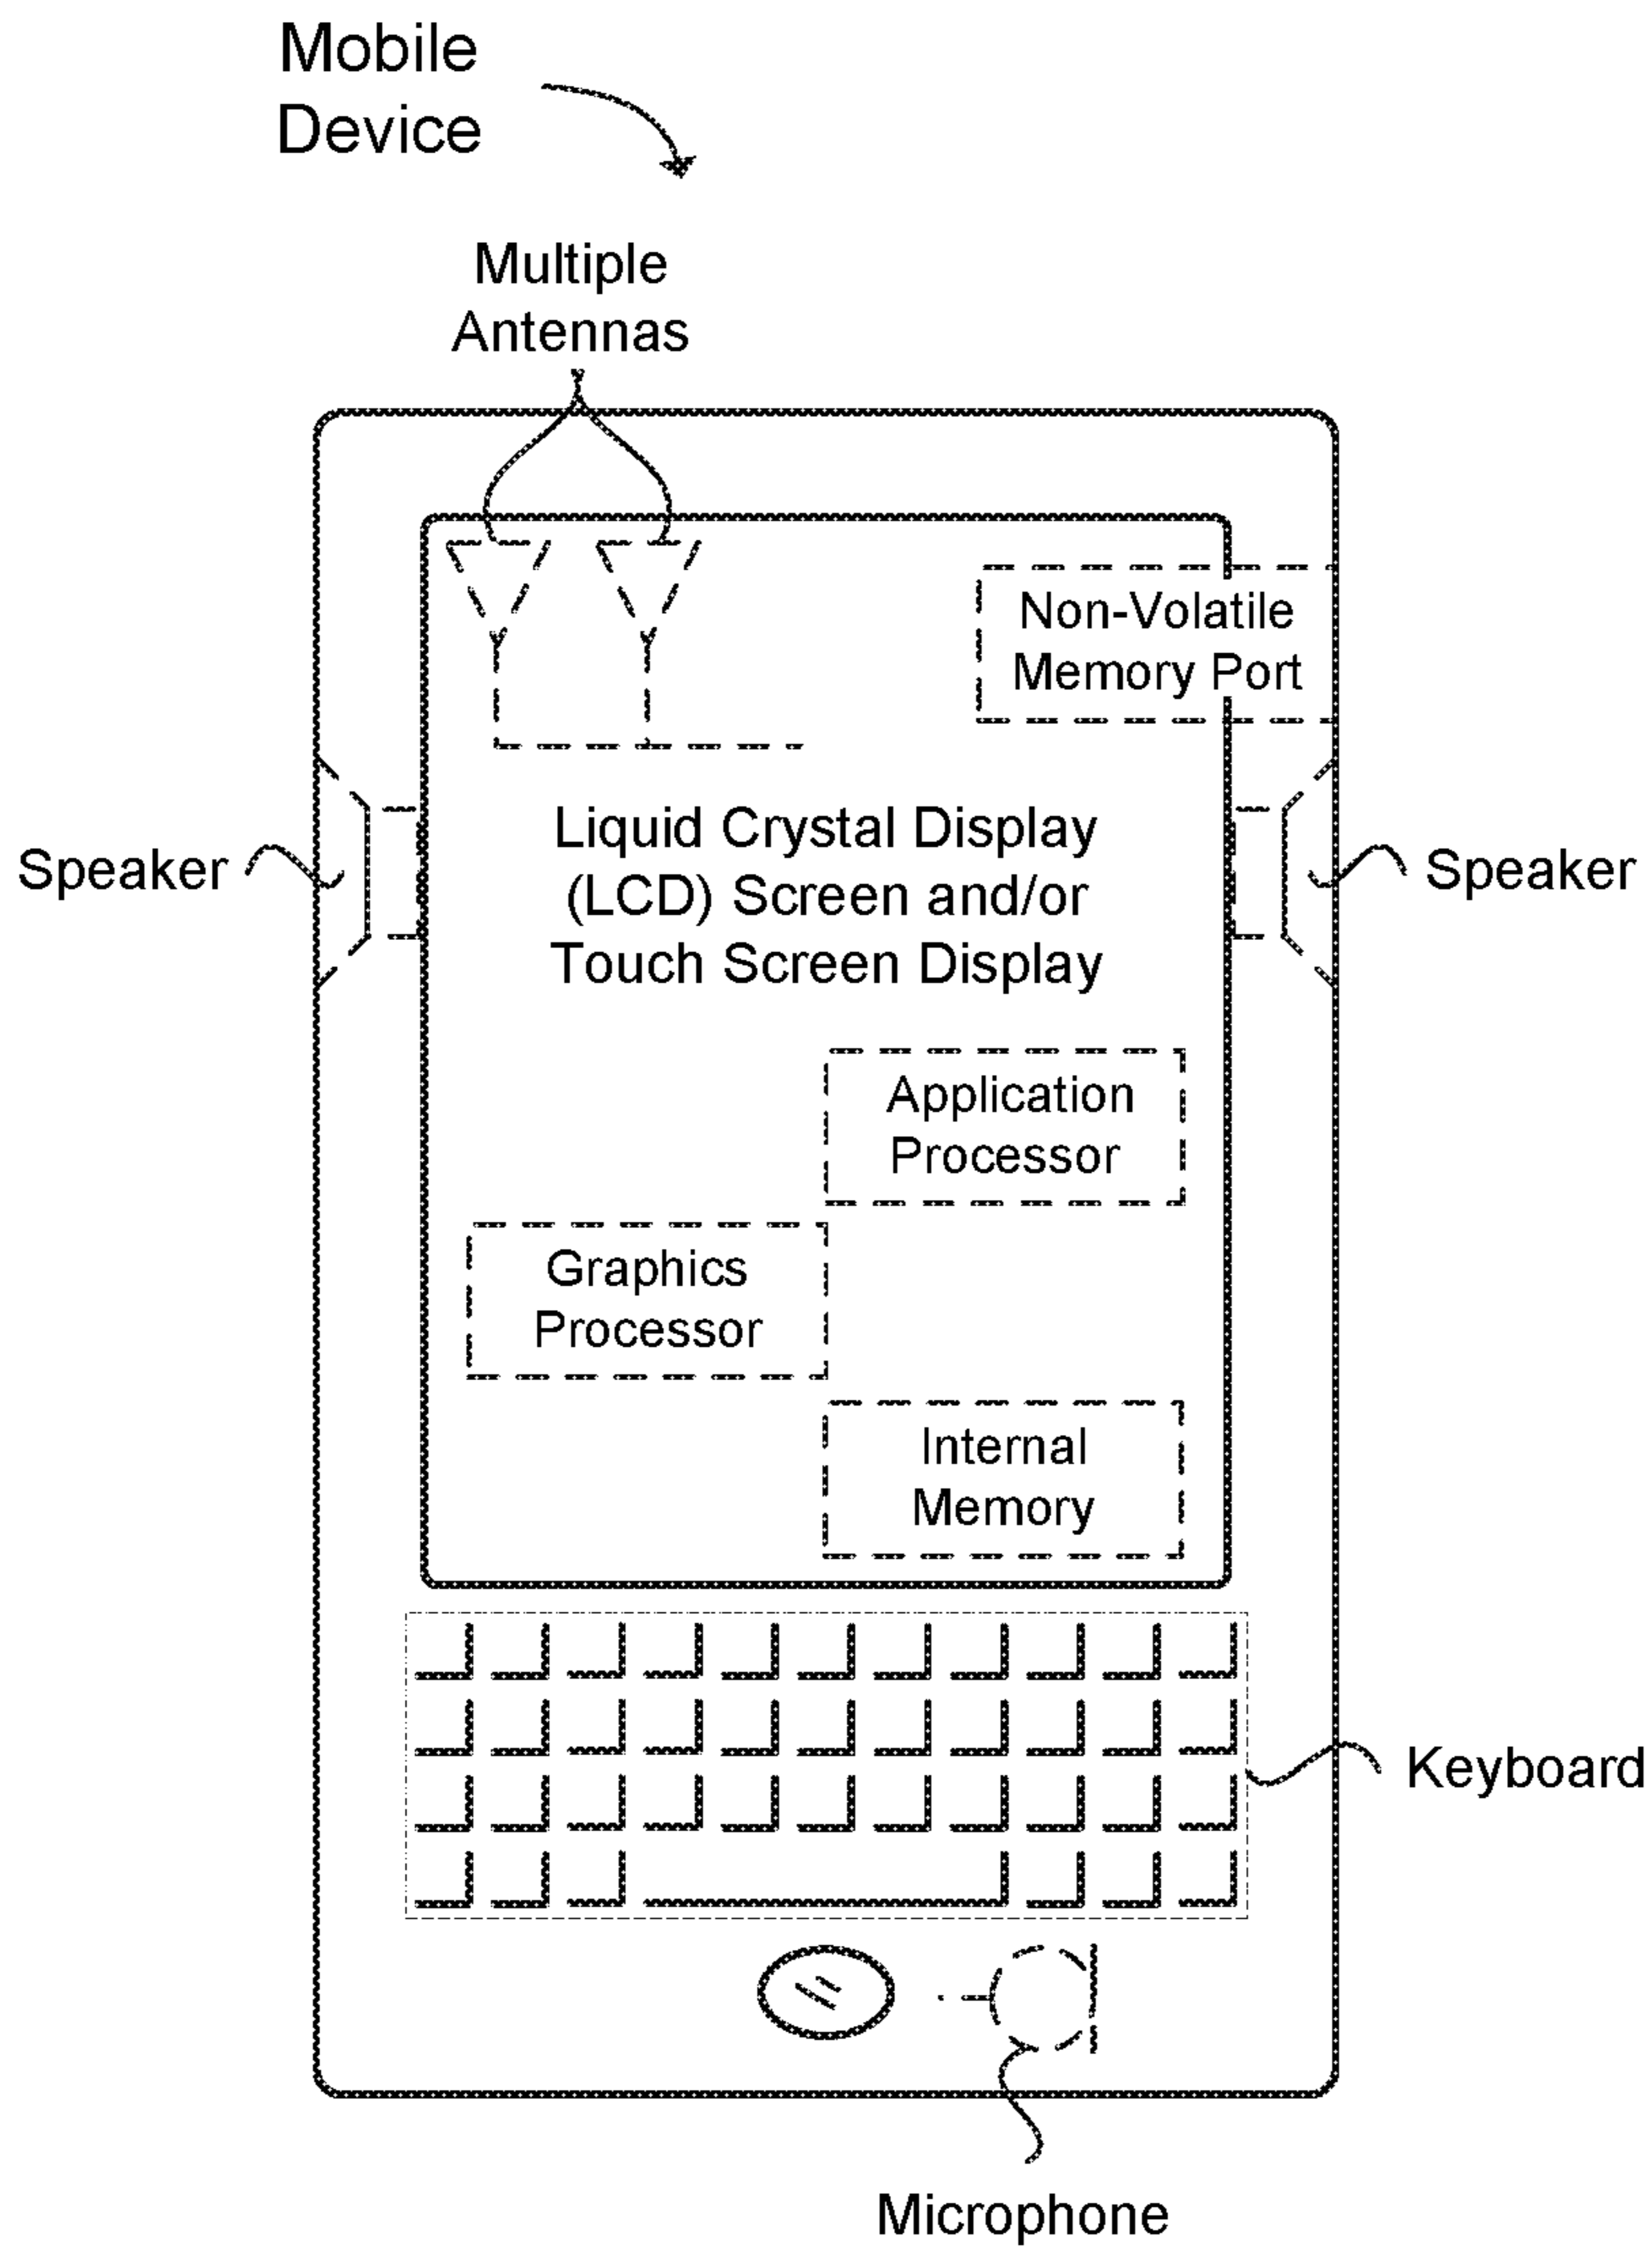 Mobile
Device
Multiple
Antennas
Non-Volatile
Memory Port
Speaker
Liquid Crystal Display
(LCD) Screen and/or
Touch Screen Display
Speaker
Application
Processor
Graphics
Processor
Internal
Memory
Keyboard
Microphone